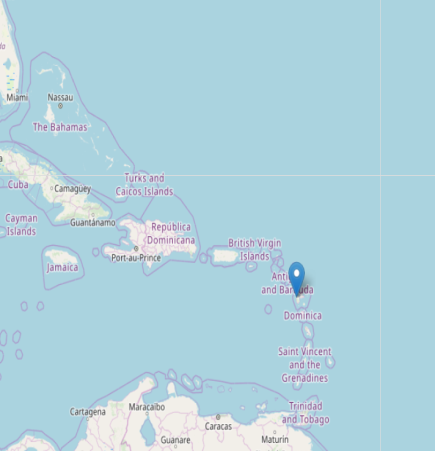 Miami
Nassau
The Bahamas
Cuba
Camaguey
Turks and
Caicos Islands
Cayman
Islands
Guantánamo
República
Dominicana
Port-au-Prince
Jamaica
British Virgin
Islands
and Barbuda
Dominica
Saint Vincent
and the
Grenadines
Trinidad
and Tobago
Cartagena
Maracaibo
Caracas
Guanare
Maturin